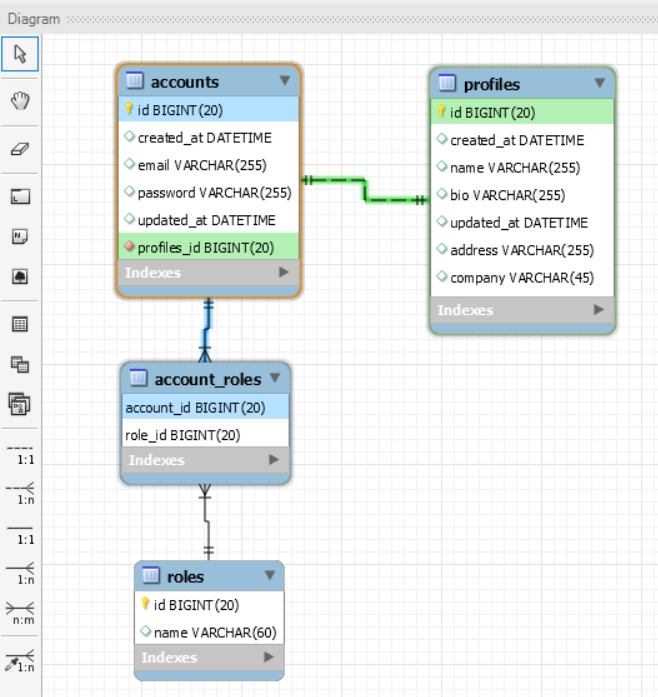 Diagram
accounts
id BIGINT(20)
created_at DATETIME
email VARCHAR(255)
password VARCHAR(255)
updated_at DATETIME
profiles_id BIGINT(20)
Indexes
profiles
id BIGINT(20)
created_at DATETIME
name VARCHAR(255)
bio VARCHAR(255)
updated_at DATETIME
address VARCHAR(255)
company VARCHAR(45)
Indexes
account_roles
account_id BIGINT(20)
role_id BIGINT(20)
Indexes
roles
id BIGINT(20)
name VARCHAR(60)
Indexes
1:1
1:n
1:1
1:n
n:m
1:n